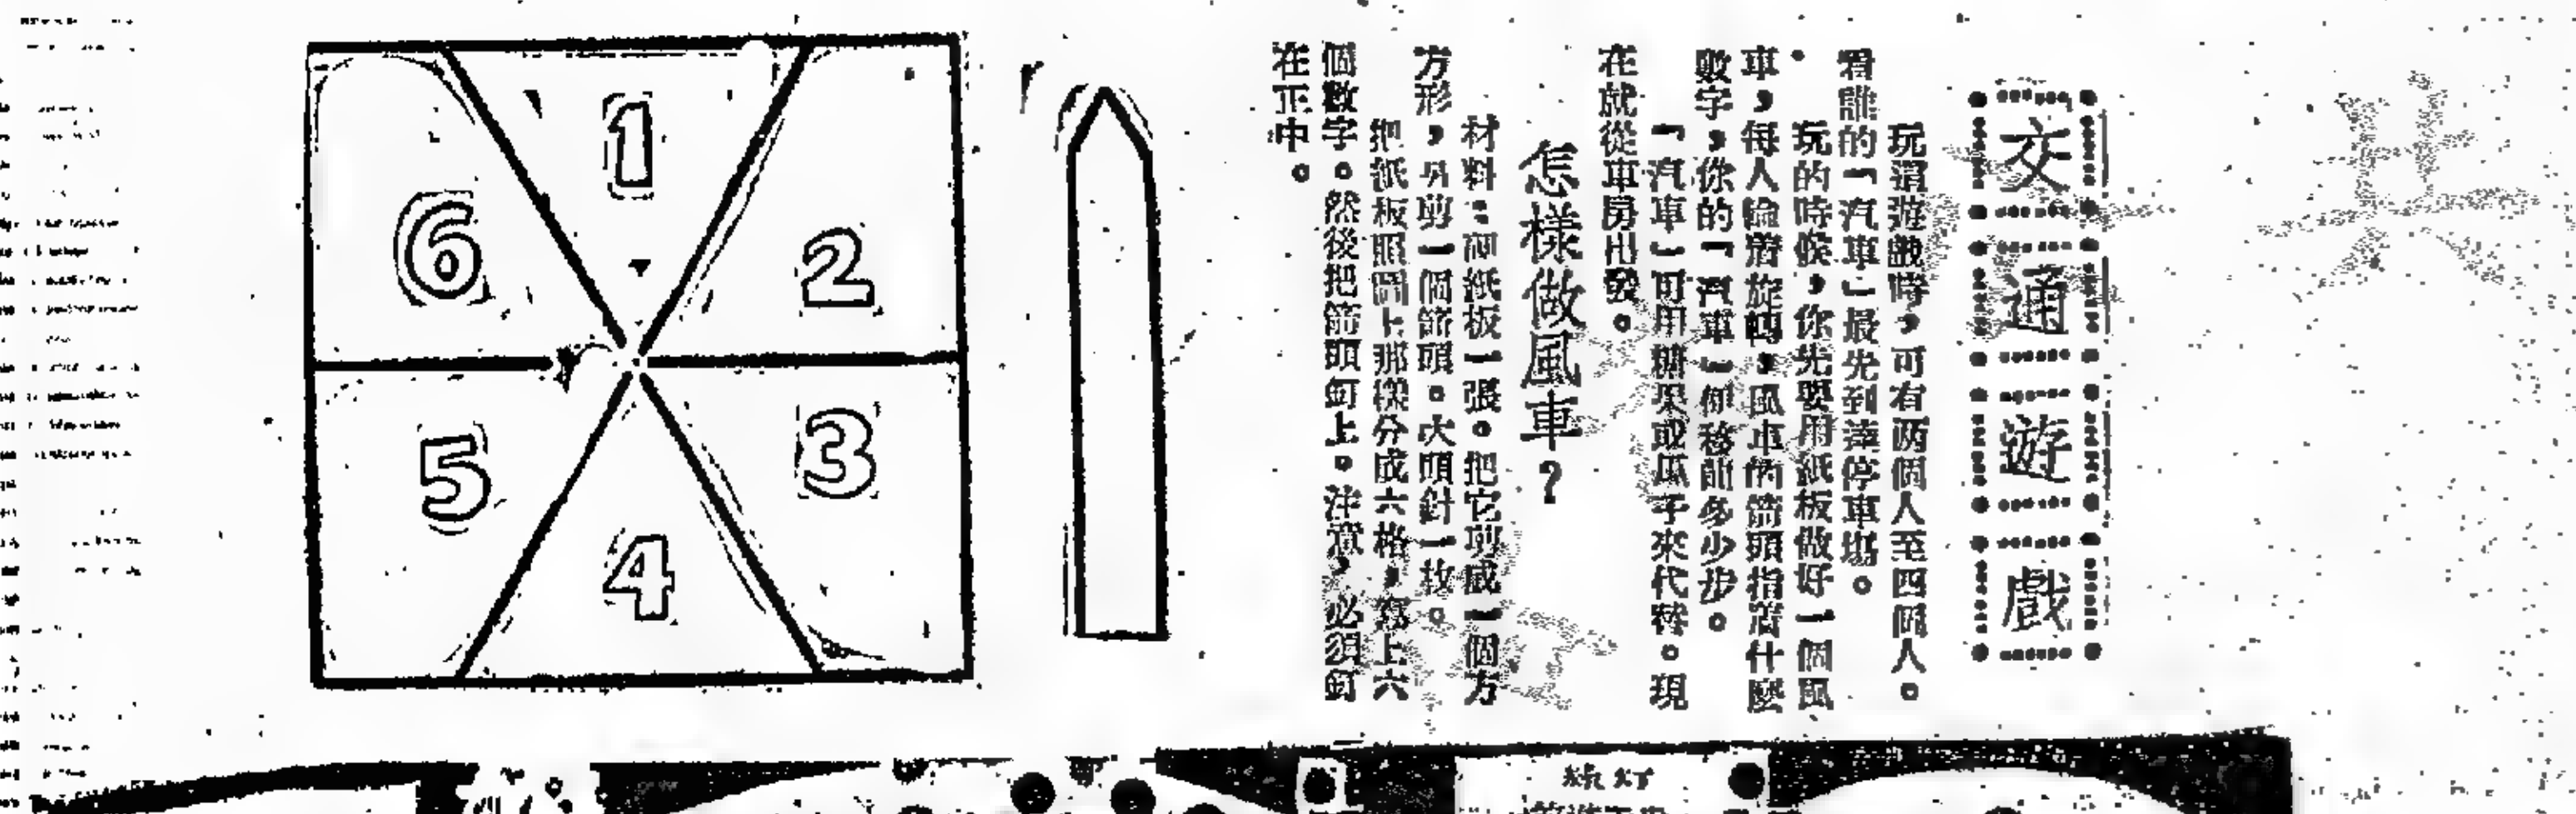 交通遊戲
玩這遊戲時，可有两個人至四個人。
看誰的「汽車」最先到達停車場。
玩的時候，你先要用紙板做好一個風
車，每人輪着旋轉，風車的箭頭指着什麼
數字，你的「汽車」便移前多少步。
「汽車」可用糖果或瓜子來代替。現
在就從車房出發。
怎樣做風車？
材料：硬紙板一張。把它剪成一個方
方形，另剪一個箭頭。大頭針一枚。
把紙板照圖上那樣分成六格，寫上六
個數字。然後把箭頭釘上。注意，必須釘
在正中。
1
2
3
4
5
6
綠灯